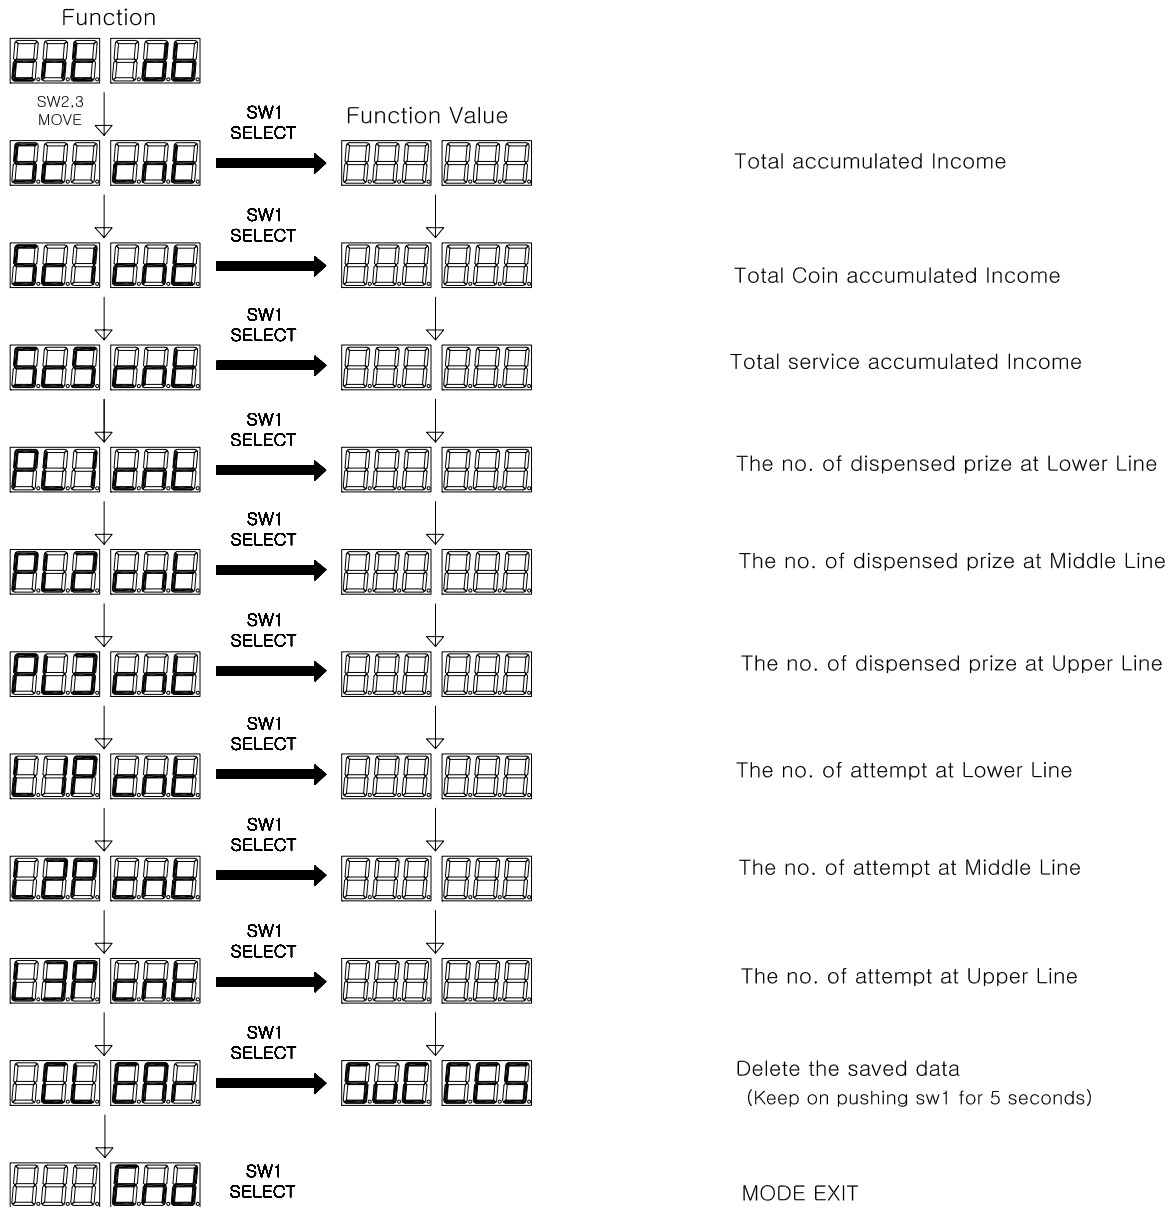 Function
cnt db
SW2,3
MOVE
SW1
SELECT
Function Value
Sc- cnt
Total accumulated Income
SW1
SELECT
Sc1 cnt
Total Coin accumulated Income
SW1
SELECT
ScS cnt
Total service accumulated Income
SW1
SELECT
PL1 cnt
The no. of dispensed prize at Lower Line
SW1
SELECT
PL2 cnt
The no. of dispensed prize at Middle Line
SW1
SELECT
PL3 cnt
The no. of dispensed prize at Upper Line
SW1
SELECT
L1P cnt
The no. of attempt at Lower Line
SW1
SELECT
L2P cnt
The no. of attempt at Middle Line
SW1
SELECT
L3P cnt
The no. of attempt at Upper Line
SW1
SELECT
CL EAr
SUC CES
Delete the saved data
(Keep on pushing sw1 for 5 seconds)
End
SW1
SELECT
MODE EXIT